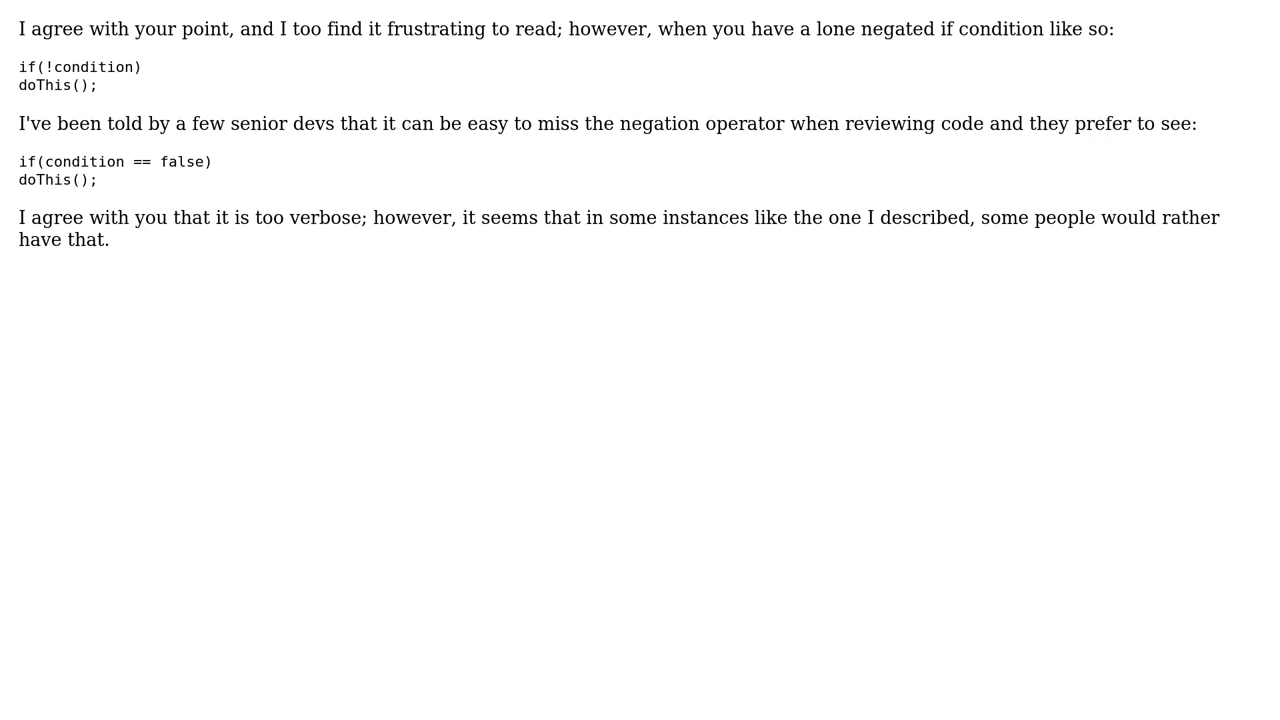 I agree with your point, and I too find it frustrating to read; however, when you have a lone negated if condition like so:
if(!condition)
doThis();
I've been told by a few senior devs that it can be easy to miss the negation operator when reviewing code and they prefer to see:
if(condition == false)
doThis();
I agree with you that it is too verbose; however, it seems that in some instances like the one I described, some people would rather
have that.